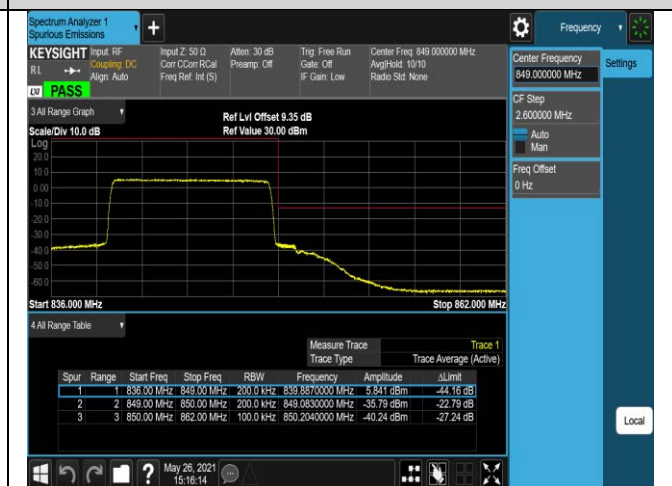 Spectrum Analyzer 1
Spurious Emissions
Frequency
KEYSIGHT Input: RF Input Z: 50 Ω Atten: 30 dB Trig: Free Run Center Freq: 849.000000 MHz
RL Coupling: DC Corr CCorr RCal Preamp: Off Gate: Off Avg|Hold: 10/10
Align: Auto Freq Ref: Int (S) IF Gain: Low Radio Std: None
LXI PASS
Center Frequency
849.000000 MHz
Settings
CF Step
2.600000 MHz
Auto
Man
Freq Offset
0 Hz
3 All Range Graph
Ref Lvl Offset 9.35 dB
Scale/Div 10.0 dB Ref Value 30.00 dBm
Log
20.0
10.0
0.00
-10.0
-20.0
-30.0
-40.0
-50.0
-60.0
Start 836.000 MHz Stop 862.000 MHz
4 All Range Table
Measure Trace Trace 1
Trace Type Trace Average (Active)
Spur Range Start Freq Stop Freq RBW Frequency Amplitude ΔLimit
1 1 836.00 MHz 849.00 MHz 200.0 kHz 839.8870000 MHz 5.841 dBm -44.16 dB
2 2 849.00 MHz 850.00 MHz 200.0 kHz 849.0830000 MHz -35.79 dBm -22.79 dB
3 3 850.00 MHz 862.00 MHz 100.0 kHz 850.2040000 MHz -40.24 dBm -27.24 dB
Local
May 26, 2021
15:16:14